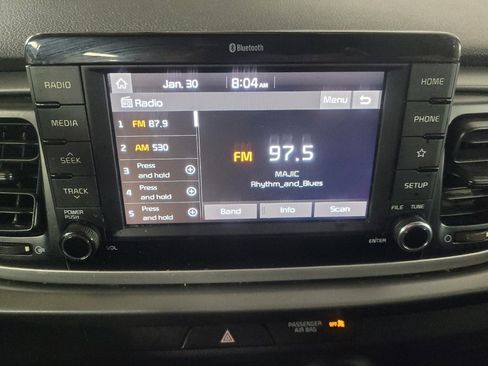 Bluetooth
RADIO
MEDIA
SEEK
TRACK
POWER
PUSH
VOL
Jan. 30 8:04 AM
Radio Menu
1 FM 87.9
2 AM 530
3 Press
and hold
4 Press
and hold
5 Press
and hold
FM 97.5
MAJIC
Rhythm_and_Blues
Band Info Scan
HOME
PHONE
SETUP
FILE TUNE
ENTER
PASSENGER
AIR BAG
OFF